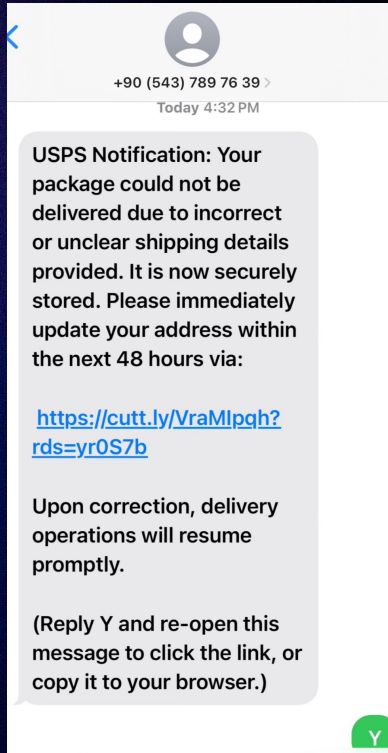 +90 (543) 789 76 39
Today 4:32 PM
USPS Notification: Your
package could not be
delivered due to incorrect
or unclear shipping details
provided. It is now securely
stored. Please immediately
update your address within
the next 48 hours via:
https://cutt.ly/VraMIpqh?
rds=yr0S7b
Upon correction, delivery
operations will resume
promptly.
(Reply Y and re-open this
message to click the link, or
copy it to your browser.)
Y